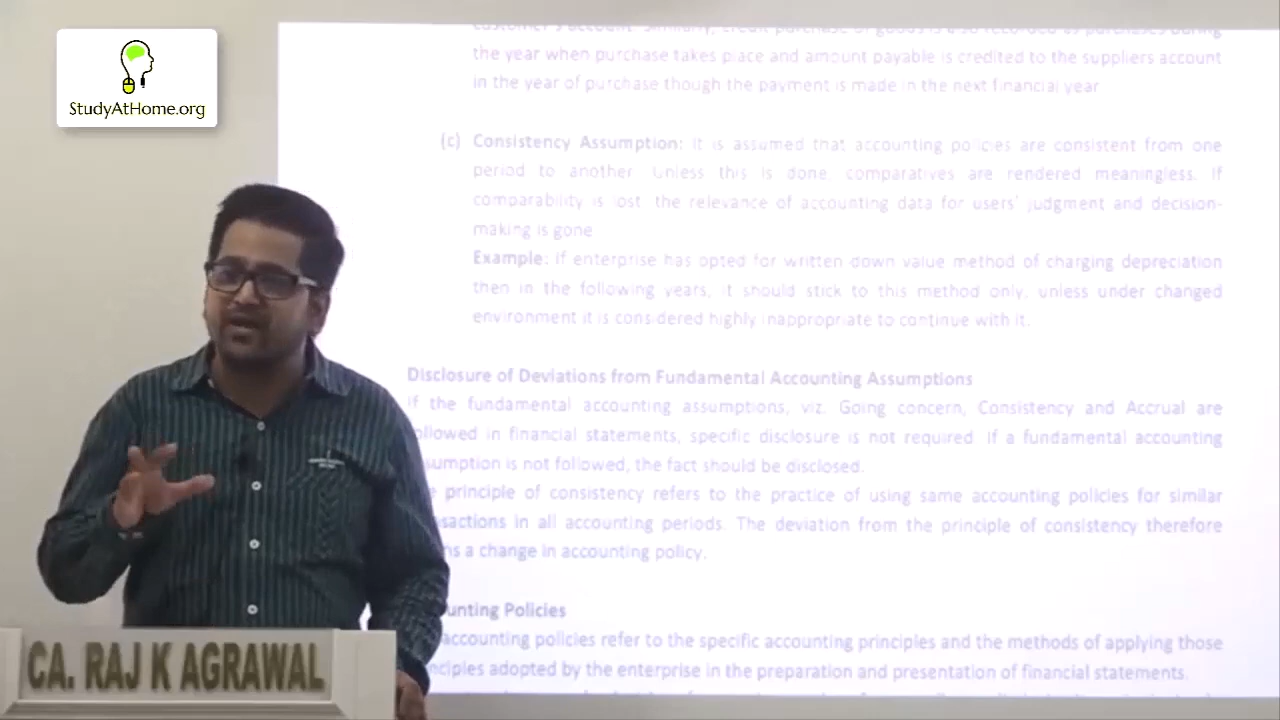 StudyAtHome.org
customer's account. Similarly, credit purchase of goods is also recorded as purchases during
the year when purchase takes place and amount payable is credited to the suppliers account
in the year of purchase though the payment is made in the next financial year
(c) Consistency Assumption: It is assumed that accounting policies are consistent from one
period to another. Unless this is done, comparatives are rendered meaningless. If
comparability is lost the relevance of accounting data for users' judgment and decision-
making is gone
Example: If enterprise has opted for written down value method of charging depreciation
then in the following years, it should stick to this method only, unless under changed
environment it is considered highly inappropriate to continue with it.
Disclosure of Deviations from Fundamental Accounting Assumptions
If the fundamental accounting assumptions, viz. Going concern, Consistency and Accrual are
ollowed in financial statements, specific disclosure is not required. If a fundamental accounting
sumption is not followed, the fact should be disclosed.
e principle of consistency refers to the practice of using same accounting policies for similar
nsactions in all accounting periods. The deviation from the principle of consistency therefore
ns a change in accounting policy.
ounting Policies
accounting policies refer to the specific accounting principles and the methods of applying those
nciples adopted by the enterprise in the preparation and presentation of financial statements.
CA. RAJ K AGRAWAL